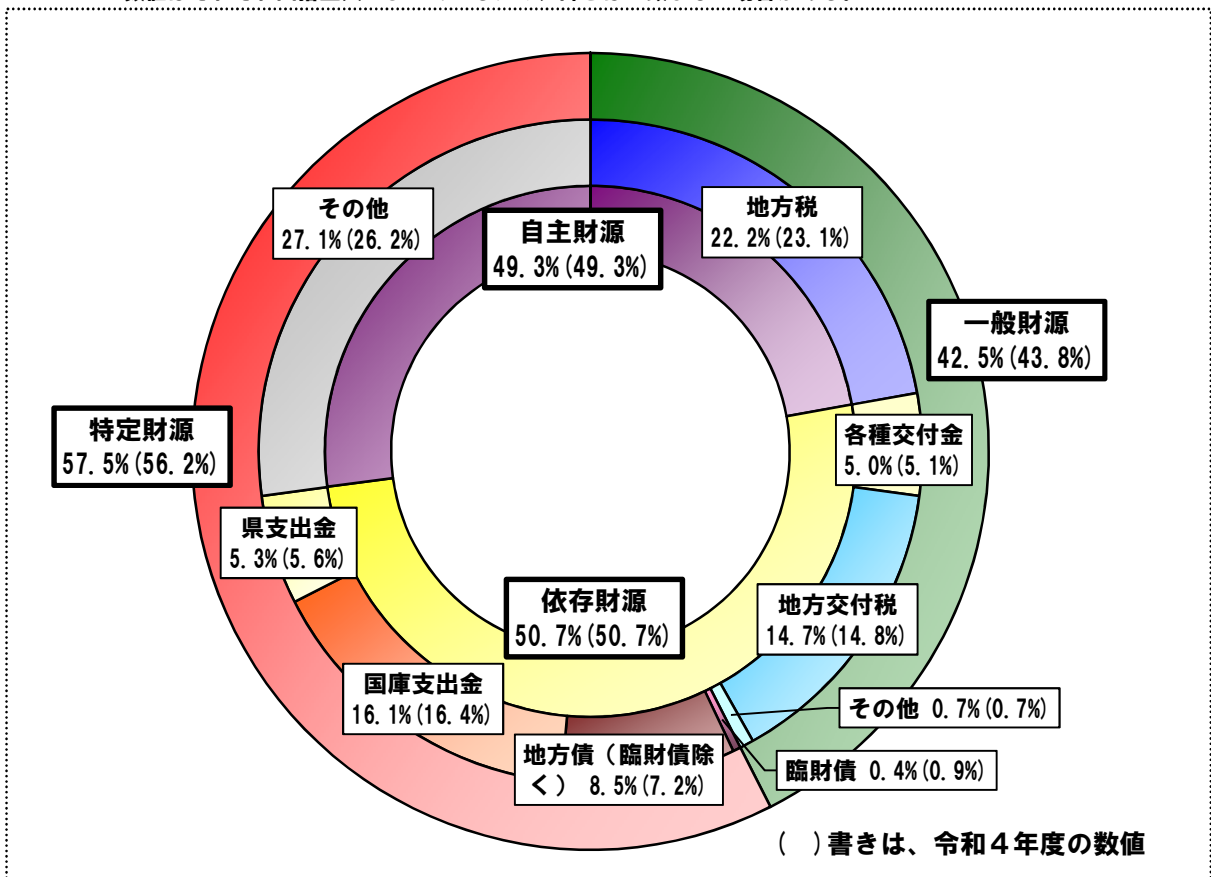 その他
27.1%(26.2%)
自主財源
49.3%(49.3%)
地方税
22.2%(23.1%)
一般財源
42.5%(43.8%)
特定財源
57.5%(56.2%)
各種交付金
5.0%(5.1%)
県支出金
5.3%(5.6%)
依存財源
50.7%(50.7%)
地方交付税
14.7%(14.8%)
国庫支出金
16.1%(16.4%)
その他 0.7%(0.7%)
地方債（臨財債除
く） 8.5%(7.2%)
臨財債 0.4%(0.9%)
(　)書きは、令和４年度の数値